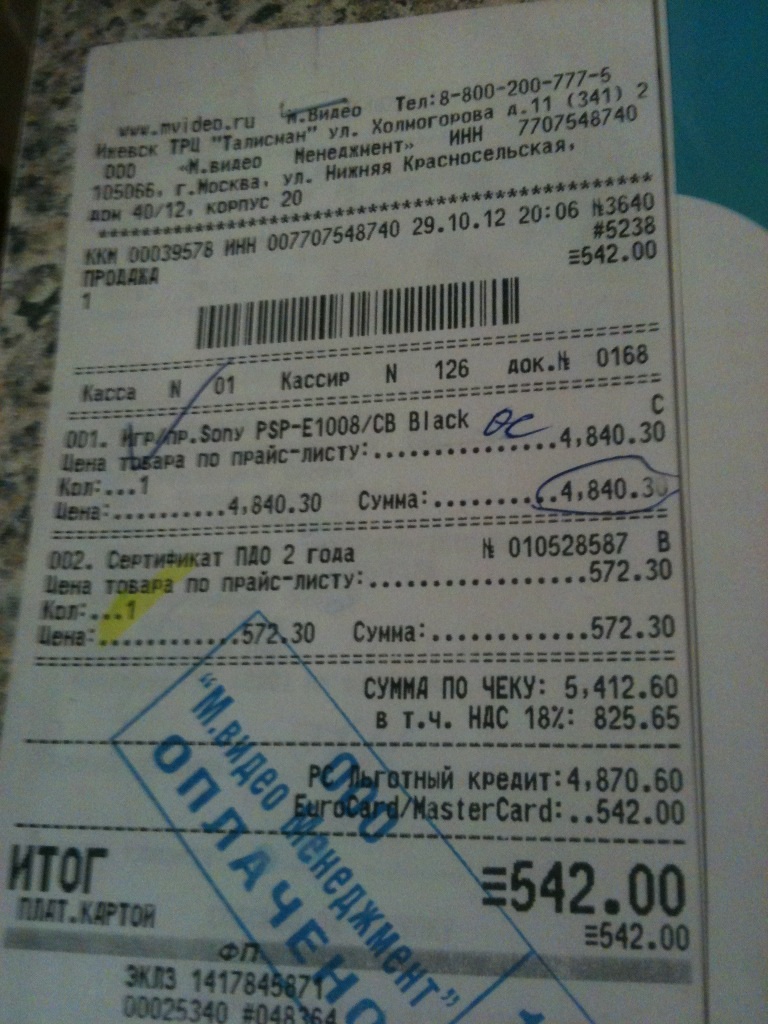 www.mvideo.ru М.Видео Тел:8-800-200-777-5
Ижевск ТРЦ "Талисман" ул. Холмогорова д.11 (341) 2
ООО «М.видео Менеджмент» ИНН 7707548740
105066, г.Москва, ул. Нижняя Красносельская,
дом 40/12, корпус 20
************************************************
ККМ 00039578 ИНН 007707548740 29.10.12 20:06 №3640
ПРОДАЖА #5238
1 ≡542.00
Касса N 01 Кассир N 126 док.№ 0168
001. Игр/пр.Sony PSP-E1008/CB Black ОС С
Цена товара по прайс-листу:...............4,840.30
Кол:...1
Цена:..........4,840.30 Сумма:..........4,840.30
002. Сертификат ПДО 2 года № 010528587 В
Цена товара по прайс-листу:.................572.30
Кол:...1
Цена:............572.30 Сумма:............572.30
СУММА ПО ЧЕКУ: 5,412.60
в т.ч. НДС 18%: 825.65
РС Льготный кредит:4,870.60
EuroCard/MasterCard:..542.00
ИТОГ ≡542.00
ПЛАТ.КАРТОЙ ≡542.00
ФП
ЭКЛЗ 1417845871
00025340 #048364
ООО
"М.видео Менеджмент"
ОПЛАЧЕНО